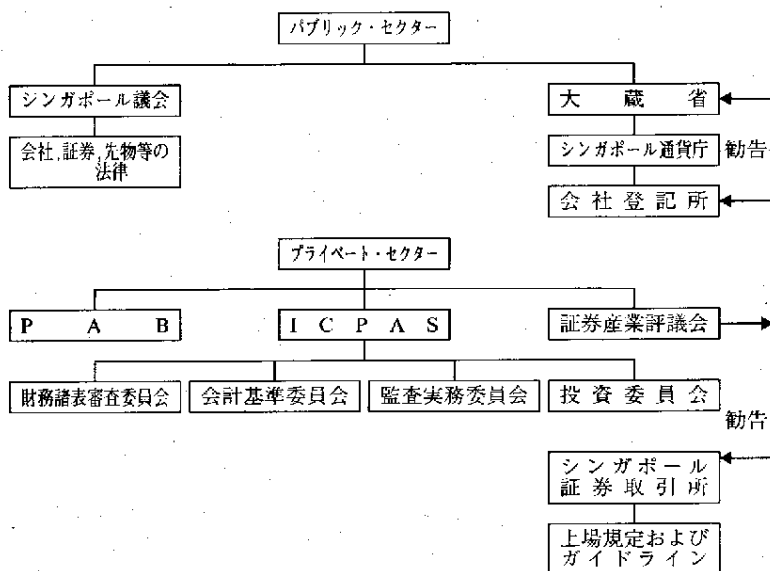 パブリック・セクター
シンガポール議会
大蔵省
会社,証券,先物等の
法律
シンガポール通貨庁
勧告
会社登記所
プライベート・セクター
PAB
ICPAS
証券産業評議会
財務諸表審査委員会
会計基準委員会
監査実務委員会
投資委員会
勧告
シンガポール
証券取引所
上場規定および
ガイドライン